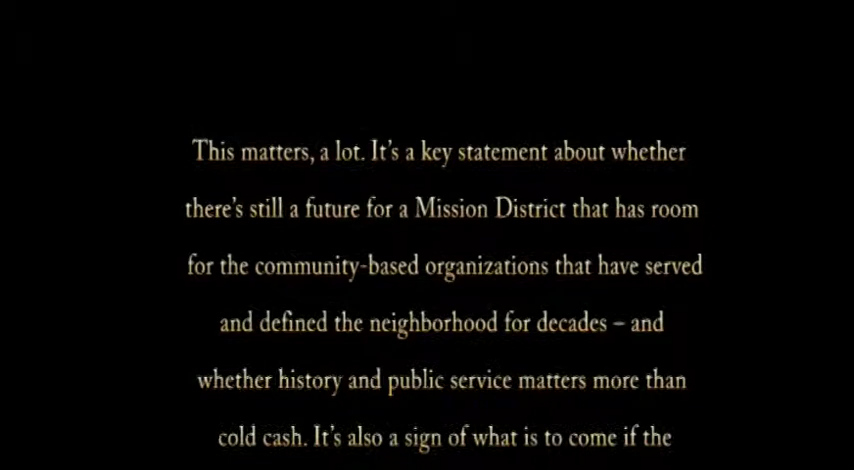 This matters, a lot. It's a key statement about whether
there's still a future for a Mission District that has room
for the community-based organizations that have served
and defined the neighborhood for decades – and
whether history and public service matters more than
cold cash. It's also a sign of what is to come if the